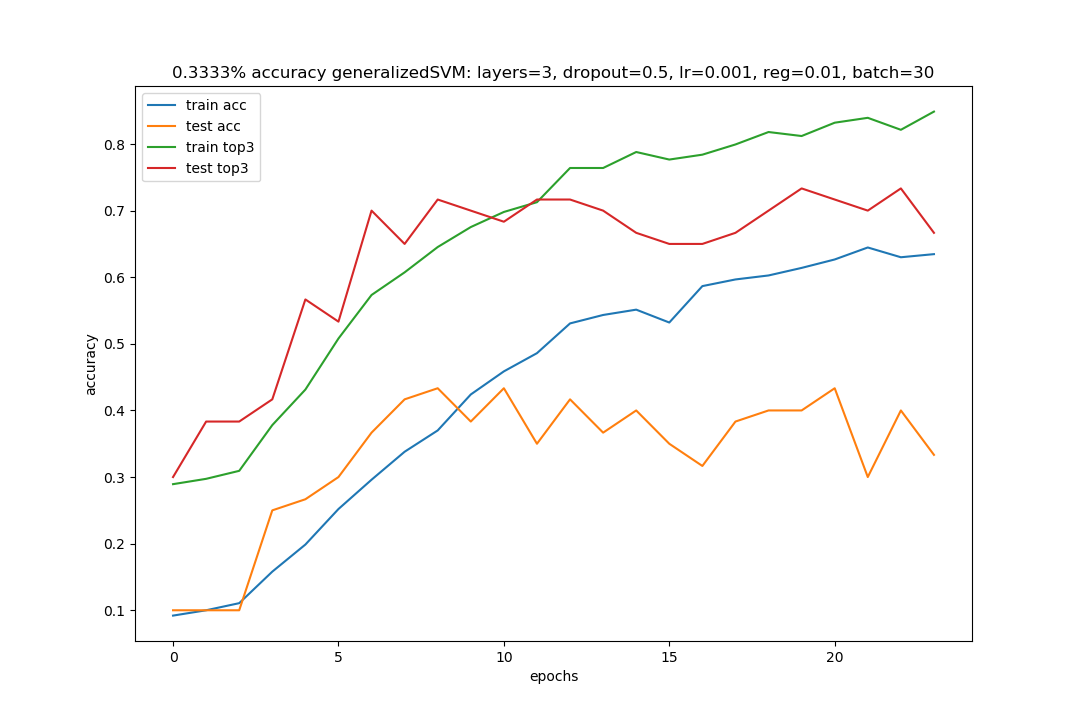 0.3333% accuracy generalizedSVM: layers=3, dropout=0.5, lr=0.001, reg=0.01, batch=30
train acc
test acc
train top3
test top3
0.8
0.7
0.6
0.5
0.4
0.3
0.2
0.1
accuracy
0 5 10 15 20
epochs